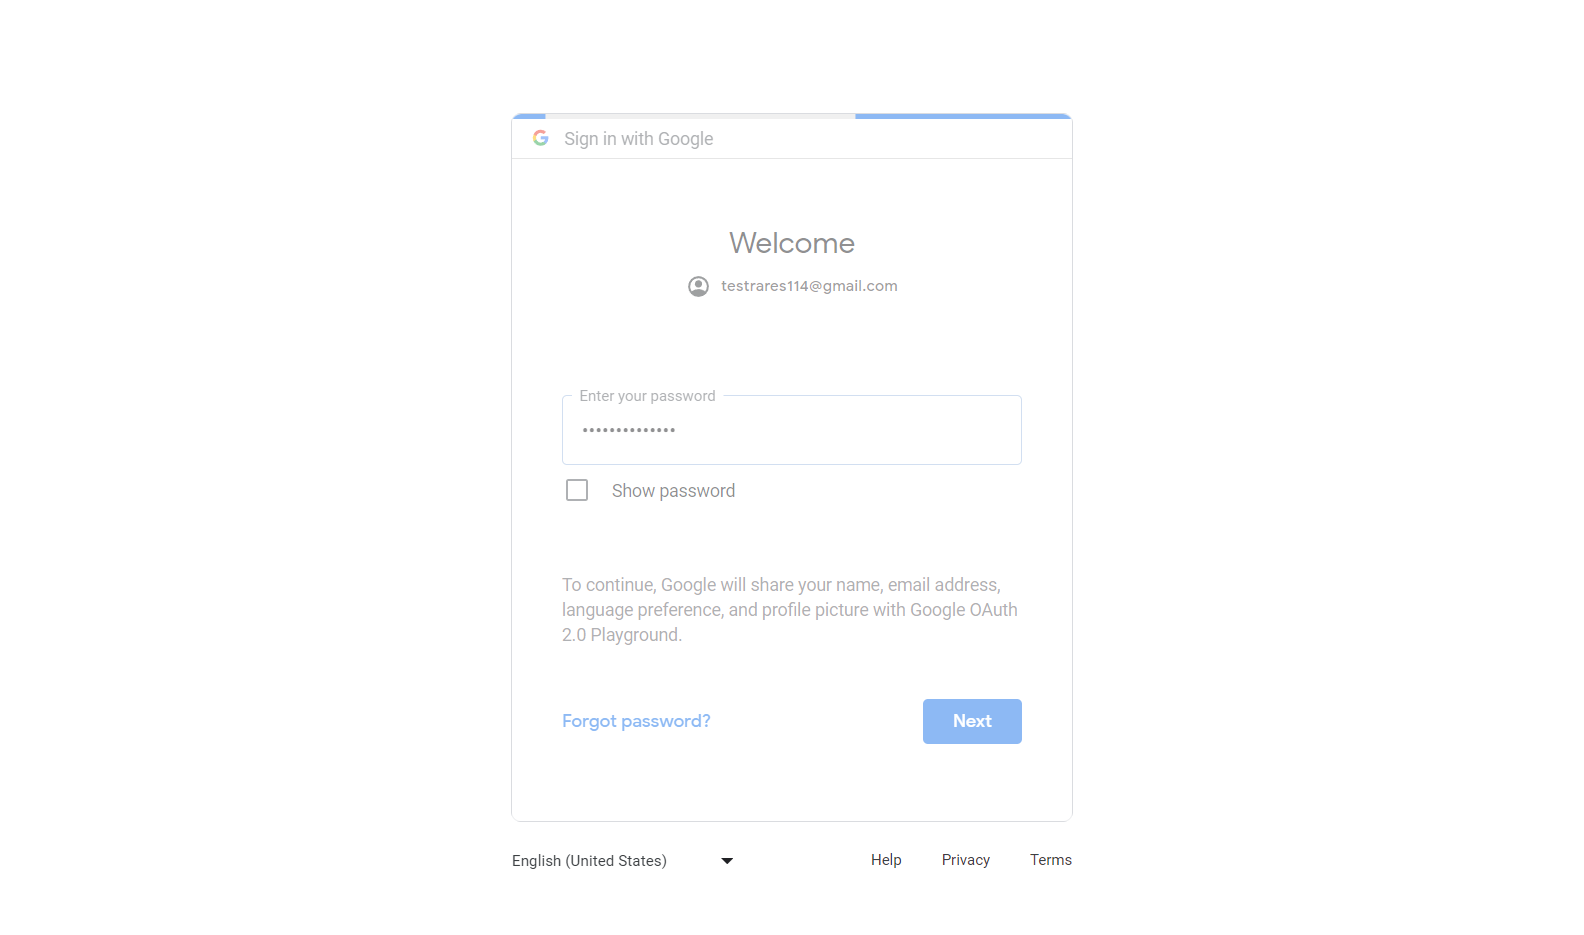 Sign in with Google
Welcome
testrares114@gmail.com
Enter your password
••••••••••••••
Show password
To continue, Google will share your name, email address,
language preference, and profile picture with Google OAuth
2.0 Playground.
Forgot password?
Next
English (United States)
Help
Privacy
Terms